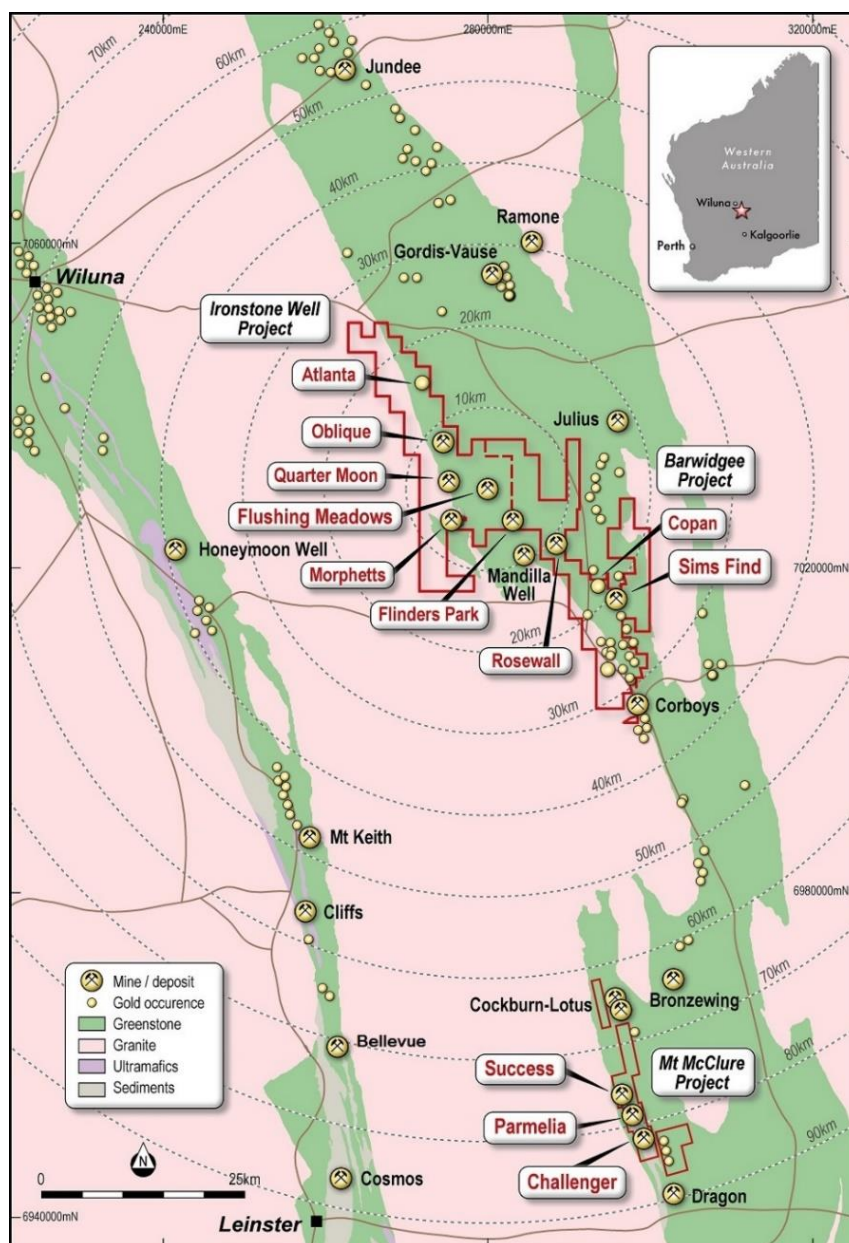 240000mE
280000mE
320000mE
70km
60km
Jundee
50km
40km
Western
Australia
Wiluna
Kalgoorlie
Perth
Ramone
7060000mN
30km
Gordis-Vause
Wiluna
Ironstone Well
Project
20km
Atlanta
10km
Julius
Oblique
Barwidgee
Project
Quarter Moon
Flushing Meadows
Copan
Honeymoon Well
Morphetts
Mandilla
Well
Sims Find
7020000mN
Flinders Park
20km
Rosewall
30km
Corboys
40km
Mt Keith
50km
6980000mN
Cliffs
60km
70km
Mine / deposit
Gold occurence
Greenstone
Granite
Ultramafics
Sediments
Cockburn-Lotus
Bronzewing
Bellevue
80km
Success
Mt McClure
Project
Parmelia
90km
Challenger
N
0
25km
Cosmos
Dragon
6940000mN
Leinster